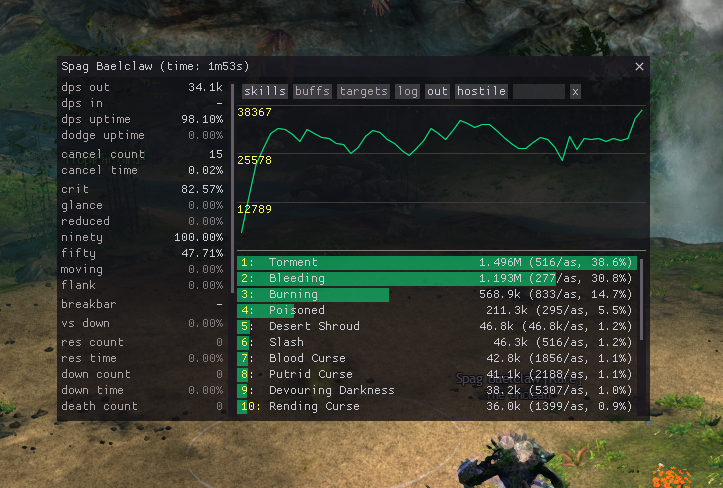 Spag Baelclaw (time: 1m53s) ×
dps out 34.1k
dps in –
dps uptime 98.10%
dodge uptime 0.00%
cancel count 15
cancel time 0.02%
crit 82.57%
glance 0.00%
reduced 0.00%
ninety 100.00%
fifty 47.71%
moving 0.00%
flank 0.00%
breakbar –
vs down 0.00%
res count 0
res time 0.00%
down count 0
down time 0.00%
death count 0
skills buffs targets log out hostile x
38367
25578
12789
1: Torment 1.496M (516/as, 38.6%)
2: Bleeding 1.193M (277/as, 30.8%)
3: Burning 568.9k (833/as, 14.7%)
4: Poisoned 211.3k (295/as, 5.5%)
5: Desert Shroud 46.8k (46.8k/as, 1.2%)
6: Slash 46.3k (516/as, 1.2%)
7: Blood Curse 42.8k (1856/as, 1.1%)
8: Putrid Curse 41.1k (2188/as, 1.1%)
9: Devouring Darkness 38.2k (5307/as, 1.0%)
10: Rending Curse 36.0k (1399/as, 0.9%)
Spag Baelclaw